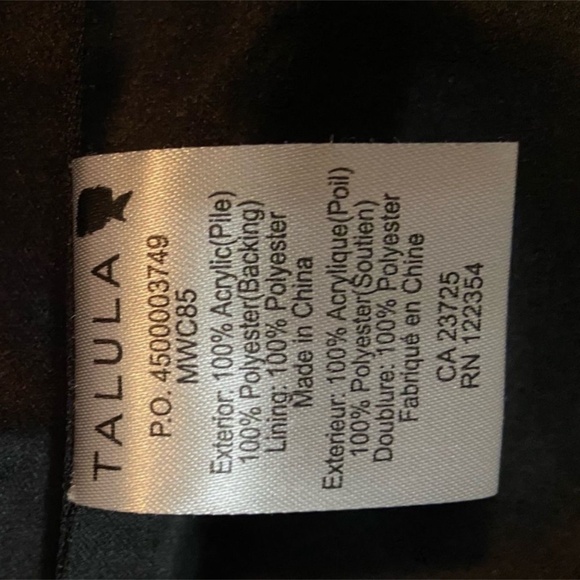 TALULA
P.O. 4500003749
MWC85
Exterior: 100% Acrylic(Pile)
100% Polyester(Backing)
Lining: 100% Polyester
Made in China
Exterieur: 100% Acrylique(Poil)
100% Polyester(Soutien)
Doublure: 100% Polyester
Fabriqué en Chine
CA 23725
RN 122354